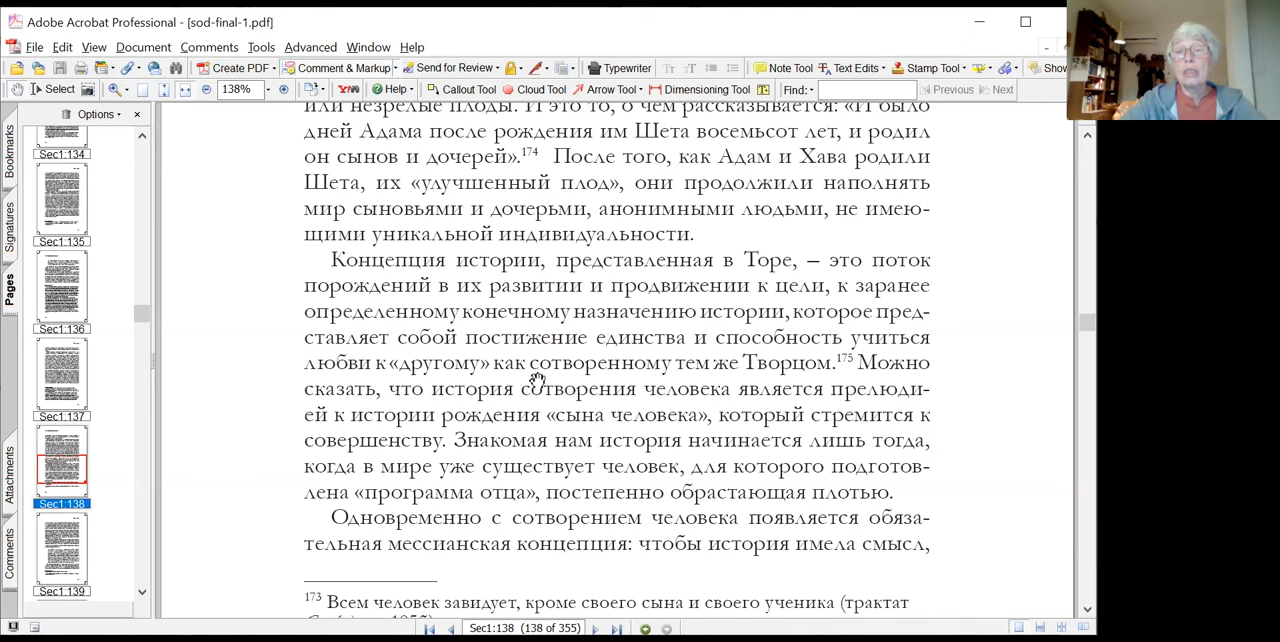 Adobe Acrobat Professional - [sod-final-1.pdf]
File Edit View Document Comments Tools Advanced Window Help
Create PDF Comment & Markup Send for Review Typewriter Note Tool Text Edits Stamp Tool Show
Select 138% Help Callout Tool Cloud Tool Arrow Tool Dimensioning Tool Find: Previous Next
Bookmarks
Signatures
Pages
Attachments
Comments
Options
Sec1:134
Sec1:135
Sec1:136
Sec1:137
Sec1:138
Sec1:139
или незрелые плоды. И это то, о чем рассказывается: «И было
дней Адама после рождения им Шета восемьсот лет, и родил
он сынов и дочерей».174 После того, как Адам и Хава родили
Шета, их «улучшенный плод», они продолжили наполнять
мир сыновьями и дочерьми, анонимными людьми, не имею-
щими уникальной индивидуальности.
Концепция истории, представленная в Торе, – это поток
порождений в их развитии и продвижении к цели, к заранее
определенному конечному назначению истории, которое пред-
ставляет собой постижение единства и способность учиться
любви к «другому» как сотворенному тем же Творцом.175 Можно
сказать, что история сотворения человека является прелюди-
ей к истории рождения «сына человека», который стремится к
совершенству. Знакомая нам история начинается лишь тогда,
когда в мире уже существует человек, для которого подготов-
лена «программа отца», постепенно обрастающая плотью.
Одновременно с сотворением человека появляется обяза-
тельная мессианская концепция: чтобы история имела смысл,
173 Всем человек завидует, кроме своего сына и своего ученика (трактат
Sec1:138 (138 of 355)